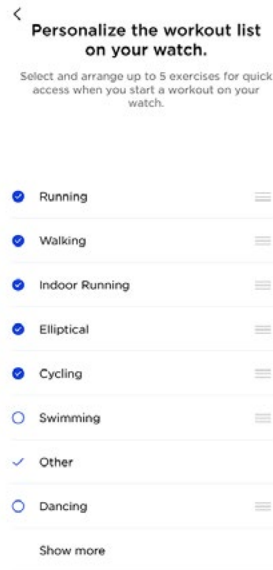 Personalize the workout list
on your watch.
Select and arrange up to 5 exercises for quick
access when you start a workout on your
watch.
Running
Walking
Indoor Running
Elliptical
Cycling
Swimming
Other
Dancing
Show more